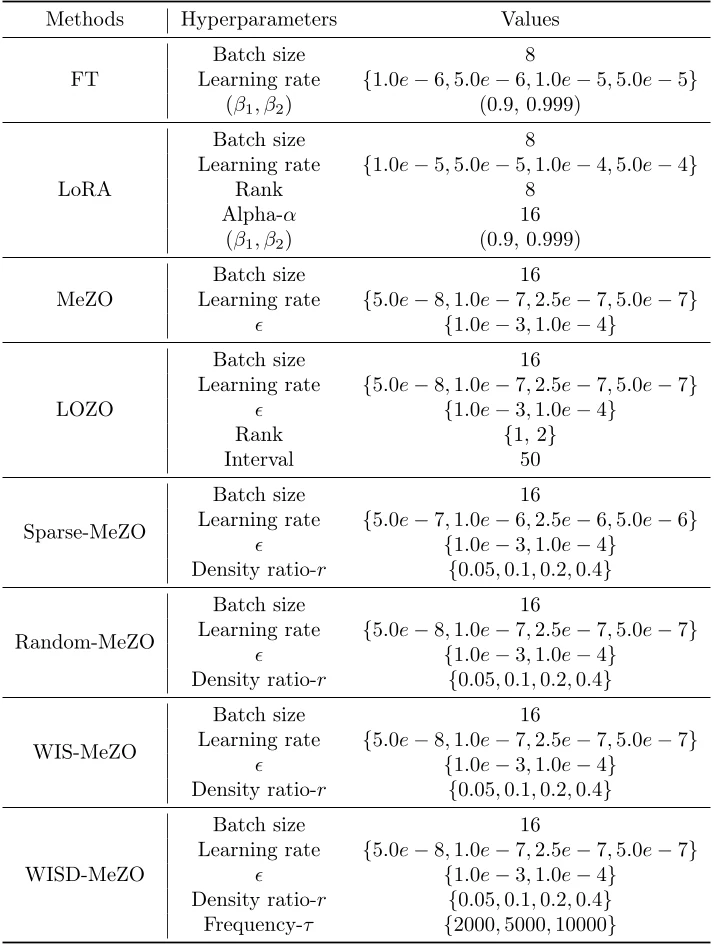 Methods Hyperparameters Values
Batch size 8
FT Learning rate {1.0e − 6, 5.0e − 6, 1.0e − 5, 5.0e − 5}
(β₁, β₂) (0.9, 0.999)
Batch size 8
Learning rate {1.0e − 5, 5.0e − 5, 1.0e − 4, 5.0e − 4}
LoRA Rank 8
Alpha-α 16
(β₁, β₂) (0.9, 0.999)
Batch size 16
MeZO Learning rate {5.0e − 8, 1.0e − 7, 2.5e − 7, 5.0e − 7}
ϵ {1.0e − 3, 1.0e − 4}
Batch size 16
Learning rate {5.0e − 8, 1.0e − 7, 2.5e − 7, 5.0e − 7}
LOZO ϵ {1.0e − 3, 1.0e − 4}
Rank {1, 2}
Interval 50
Batch size 16
Learning rate {5.0e − 7, 1.0e − 6, 2.5e − 6, 5.0e − 6}
Sparse-MeZO
ϵ {1.0e − 3, 1.0e − 4}
Density ratio-r {0.05, 0.1, 0.2, 0.4}
Batch size 16
Learning rate {5.0e − 8, 1.0e − 7, 2.5e − 7, 5.0e − 7}
Random-MeZO
ϵ {1.0e − 3, 1.0e − 4}
Density ratio-r {0.05, 0.1, 0.2, 0.4}
Batch size 16
Learning rate {5.0e − 8, 1.0e − 7, 2.5e − 7, 5.0e − 7}
WIS-MeZO
ϵ {1.0e − 3, 1.0e − 4}
Density ratio-r {0.05, 0.1, 0.2, 0.4}
Batch size 16
Learning rate {5.0e − 8, 1.0e − 7, 2.5e − 7, 5.0e − 7}
WISD-MeZO ϵ {1.0e − 3, 1.0e − 4}
Density ratio-r {0.05, 0.1, 0.2, 0.4}
Frequency-τ {2000, 5000, 10000}